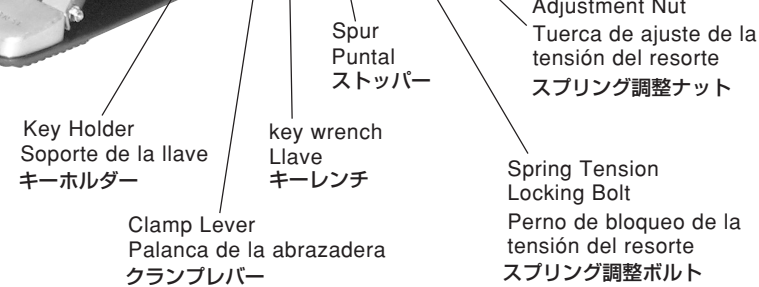 Adjustment Nut
Tuerca de ajuste de la
tensión del resorte
スプリング調整ナット
Spur
Puntal
ストッパー
Key Holder
Soporte de la llave
キーホルダー
key wrench
Llave
キーレンチ
Spring Tension
Locking Bolt
Perno de bloqueo de la
tensión del resorte
スプリング調整ボルト
Clamp Lever
Palanca de la abrazadera
クランプレバー